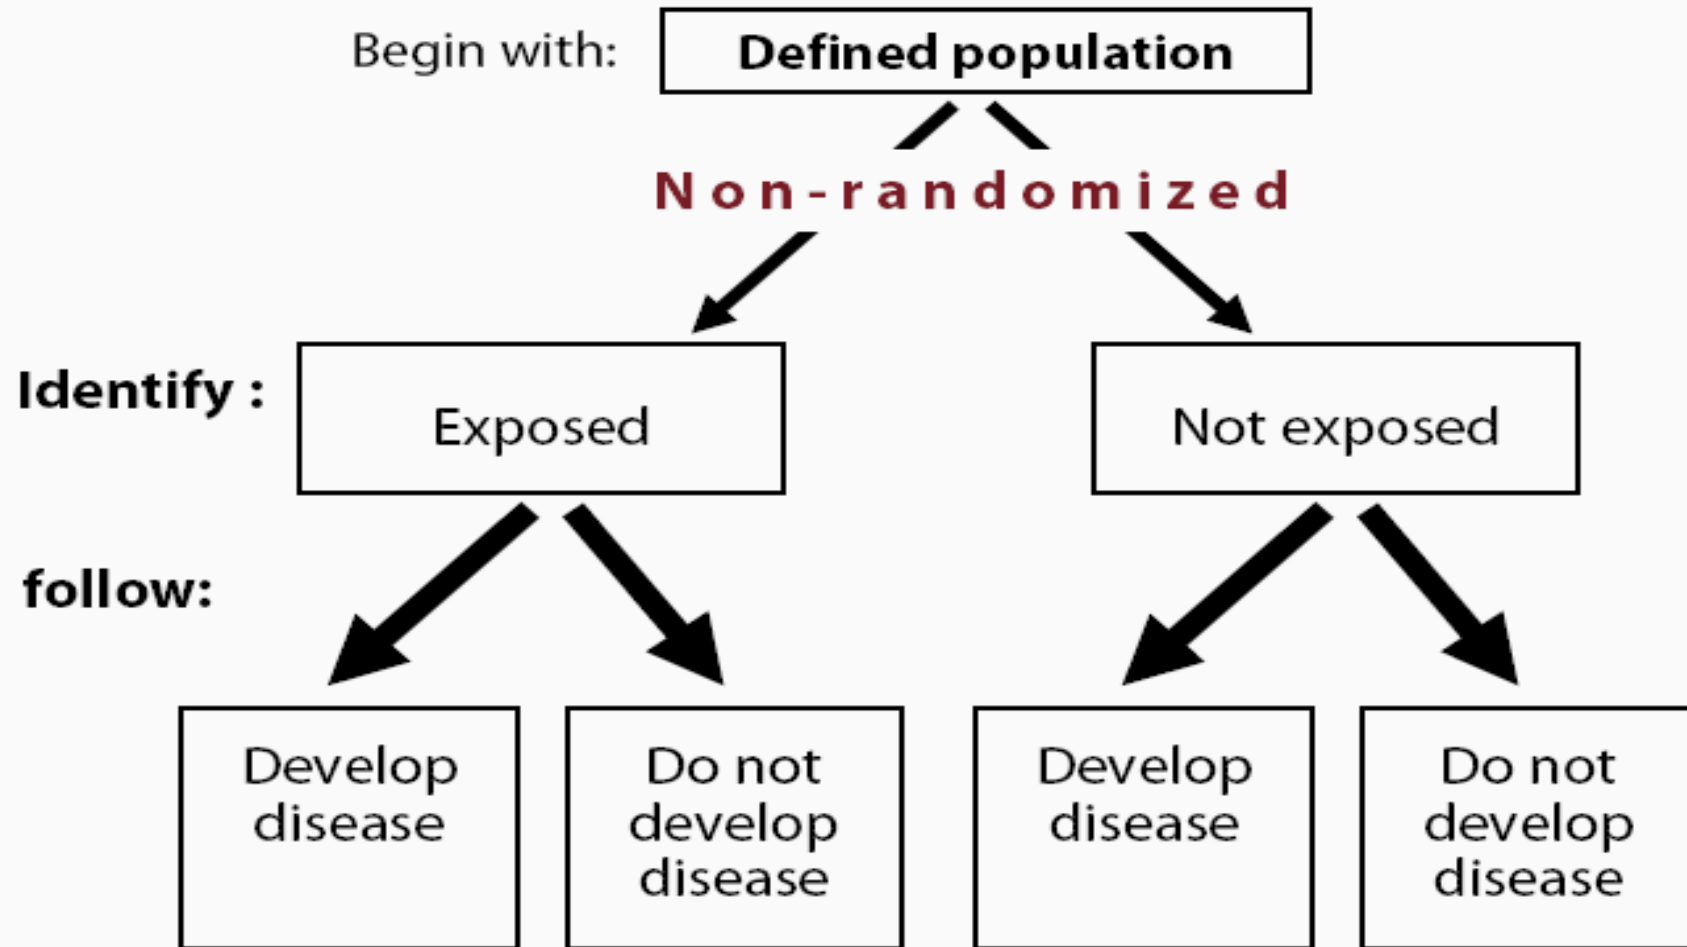 Begin with: Defined population
Non-randomized
Identify :
Exposed
Not exposed
follow:
Develop
disease
Do not
develop
disease
Develop
disease
Do not
develop
disease